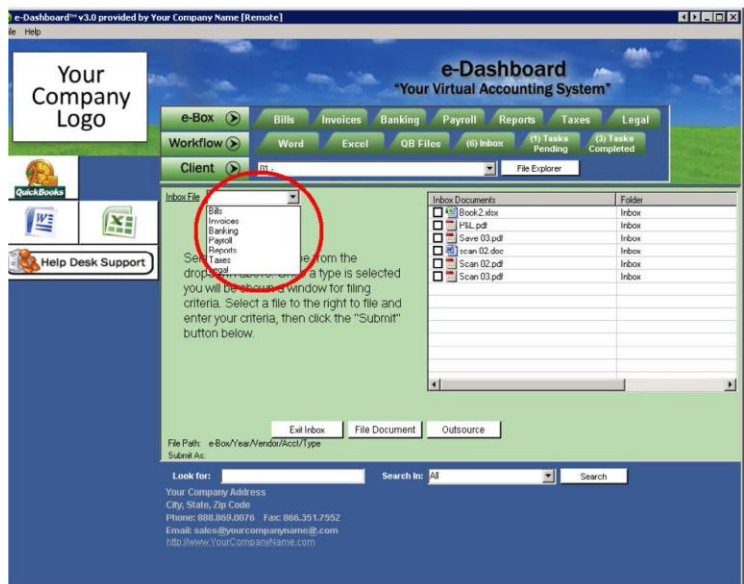 e-Dashboard™ v3.0 provided by Your Company Name [Remote]
Help
Your
Company
Logo
e-Dashboard
"Your Virtual Accounting System"
e-Box Bills Invoices Banking Payroll Reports Taxes Legal
Workflow Word Excel QB Files (6) Inbox (1) Tasks Pending (3) Tasks Completed
Client 01 - File Explorer
QuickBooks
Help Desk Support
Inbox File
Bills
Invoices
Banking
Payroll
Reports
Taxes
Legal
from the
a type is selected
you will be shown a window for filing
criteria. Select a file to the right to file and
enter your criteria, then click the "Submit"
button below.
Inbox Documents Folder
Book2.xlsx Inbox
P&L.pdf Inbox
Save 03.pdf Inbox
scan 02.doc Inbox
Scan 02.pdf Inbox
Scan 03.pdf Inbox
Exit Inbox File Document Outsource
File Path: e-Box/Year/Vendor/Acct/Type
Submit As:
Look for: Search In: All Search
Your Company Address
City, State, Zip Code
Phone: 888.869.0076 Fax: 866.351.7552
Email: sales@yourcompanyname@.com
http://www.YourCompanyName.com